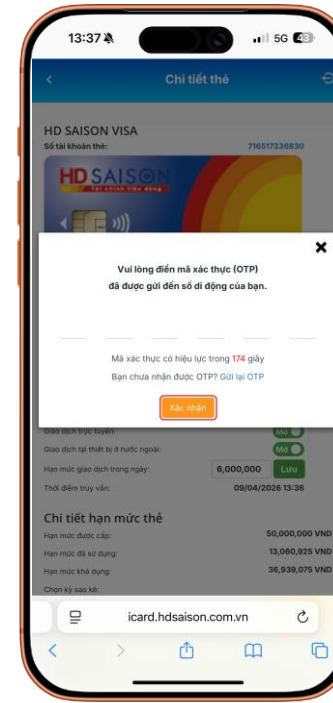 13:37
5G 43
Chi tiết thẻ
HD SAISON VISA
Số tài khoản thẻ: 716517336830
HD SAISON
Tài chính tiêu dùng
Vui lòng điền mã xác thực (OTP)
đã được gửi đến số di động của bạn.
Mã xác thực có hiệu lực trong 174 giây
Bạn chưa nhận được OTP? Gửi lại OTP
Xác nhận
Giao dịch trực tuyến: Mở
Giao dịch tại thiết bị ở nước ngoài: Mở
Hạn mức giao dịch trong ngày: 6,000,000 Lưu
Thời điểm truy vấn: 09/04/2026 13:36
Chi tiết hạn mức thẻ
Hạn mức được cấp: 50,000,000 VND
Hạn mức đã sử dụng: 13,060,925 VND
Hạn mức khả dụng: 36,939,075 VND
Chọn kỳ sao kê:
icard.hdsaison.com.vn